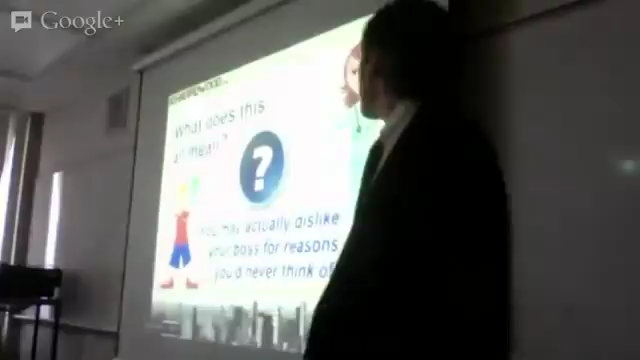 Google+
What does this
all mean?
?
you may actually dislike
your boss for reasons
you'd never think of